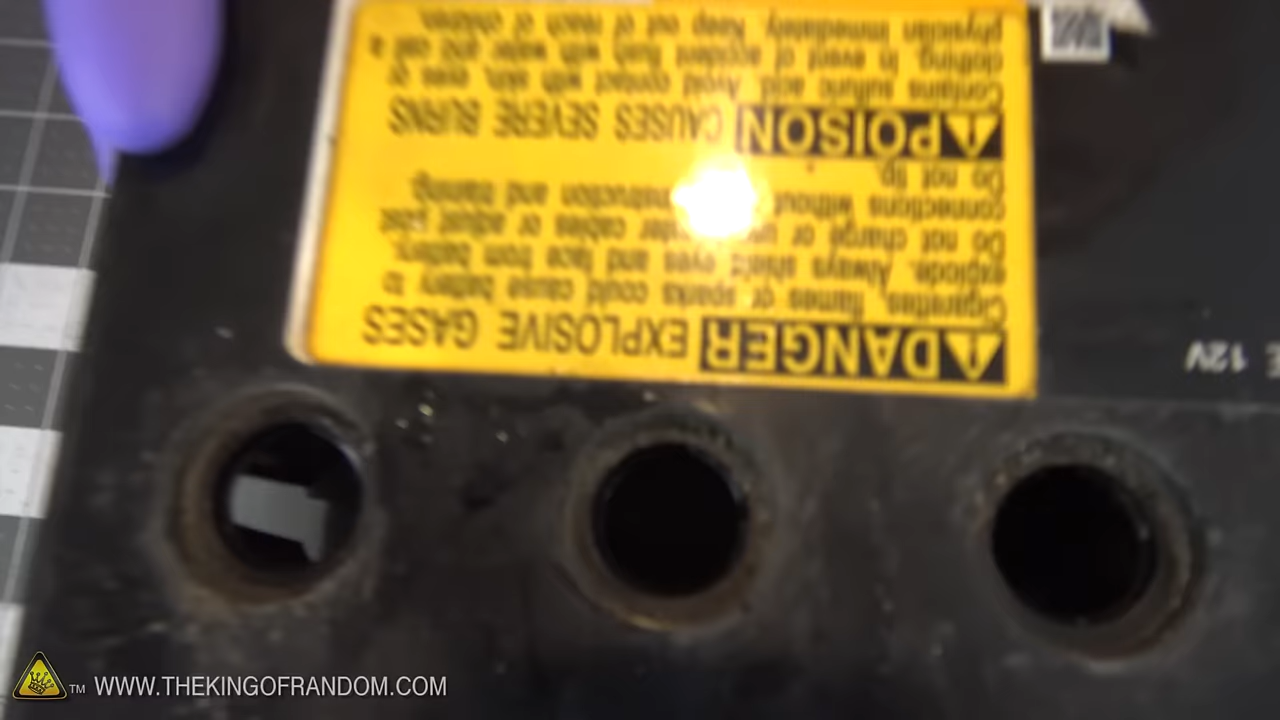 DANGER EXPLOSIVE GASES
Cigarettes, flames or sparks could cause battery to
explode. Always shield eyes and face from battery.
Do not charge or use booster cables or adjust post
connections without instruction and training.
Do not tip.
POISON CAUSES SEVERE BURNS
Contains sulfuric acid. Avoid contact with skin, eyes or
clothing. In event of accident flush with water and call a
physician immediately. Keep out of reach of children.
12V
TM WWW.THEKINGOFRANDOM.COM